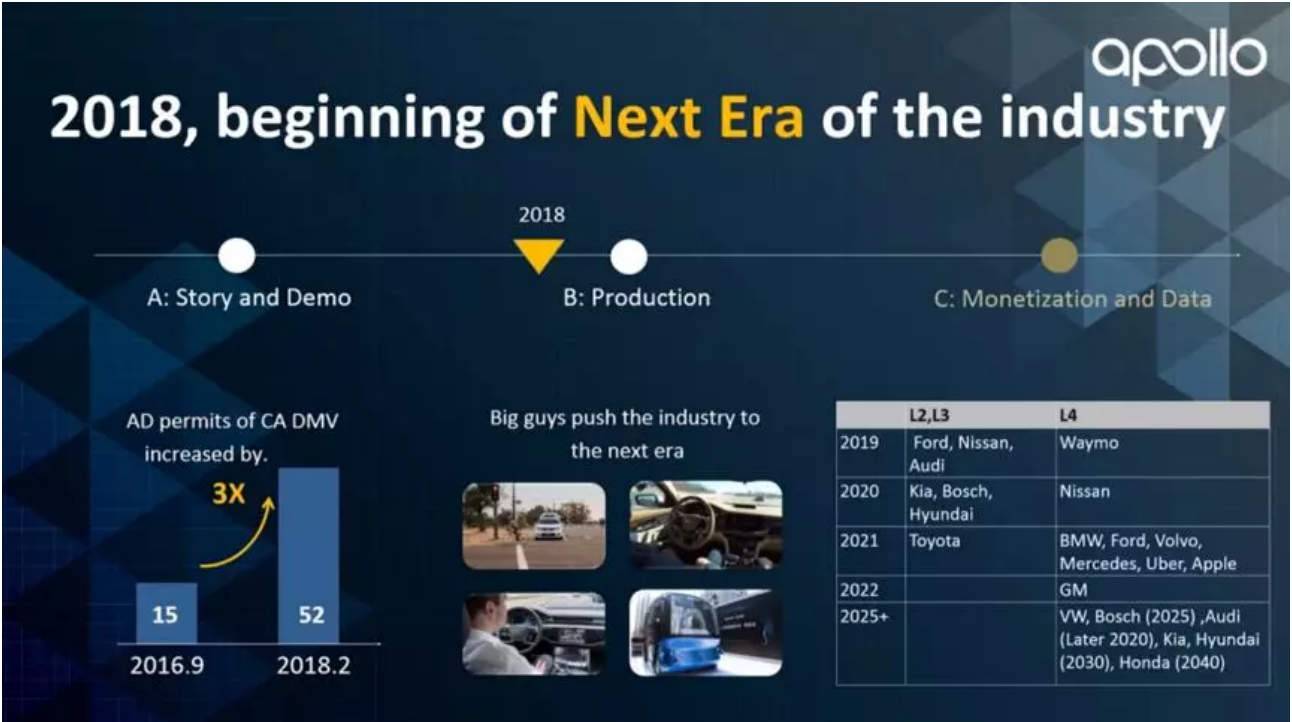 apollo
2018, beginning of Next Era of the industry
2018
A: Story and Demo
B: Production
C: Monetization and Data
AD permits of CA DMV
increased by.
3X
15
52
2016.9
2018.2
Big guys push the industry to
the next era
L2,L3 L4
2019 Ford, Nissan, Waymo
Audi
2020 Kia, Bosch, Nissan
Hyundai
2021 Toyota BMW, Ford, Volvo,
Mercedes, Uber, Apple
2022 GM
2025+ VW, Bosch (2025) ,Audi
(Later 2020), Kia, Hyundai
(2030), Honda (2040)